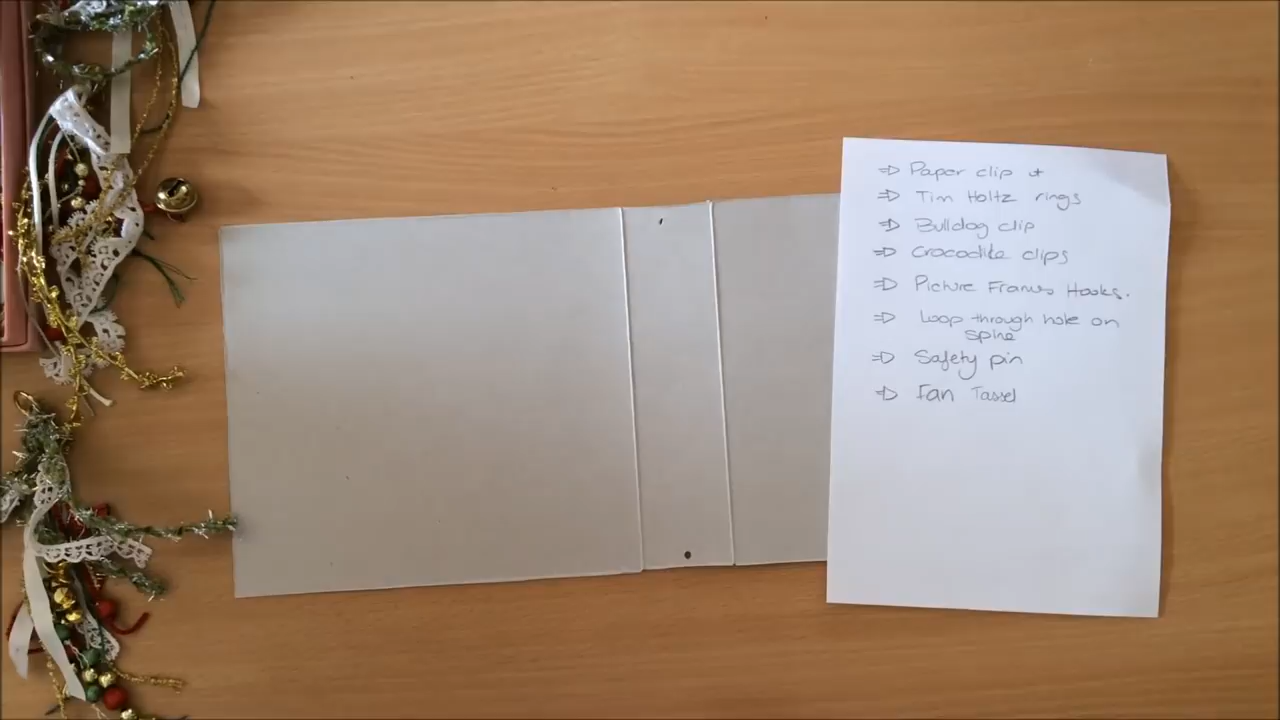 ⇒ Paper clip
⇒ Tim Holtz rings
⇒ Bulldog clip
⇒ Crocodile clips
⇒ Picture Frames Hooks.
⇒ Loop through hole on
spine
⇒ Safety pin
⇒ Fan Tassel